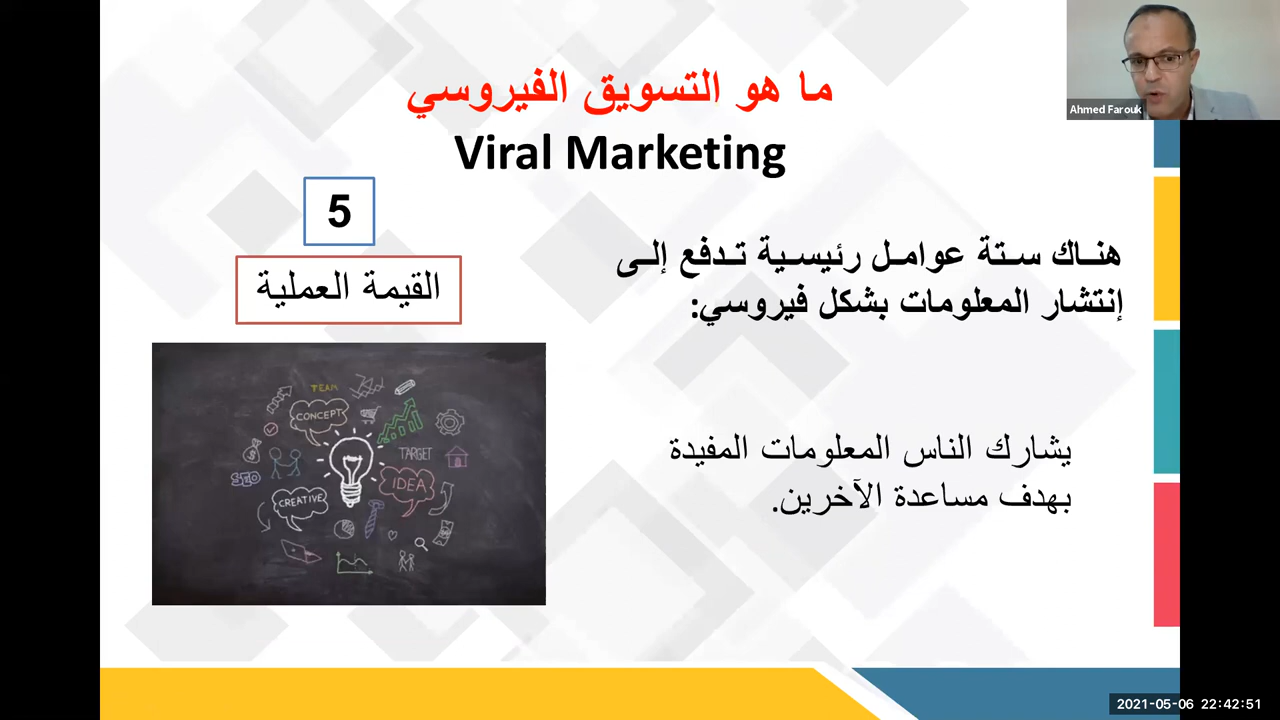 ما هو التسويق الفيروسي
Viral Marketing
Ahmed Farouk
5
القيمة العملية
هناك ستة عوامل رئيسية تدفع إلى
إنتشار المعلومات بشكل فيروسي:
TEAM
CONCEPT
TARGET
SEO
IDEA
CREATIVE
يشارك الناس المعلومات المفيدة
بهدف مساعدة الآخرين.
2021-05-06 22:42:51